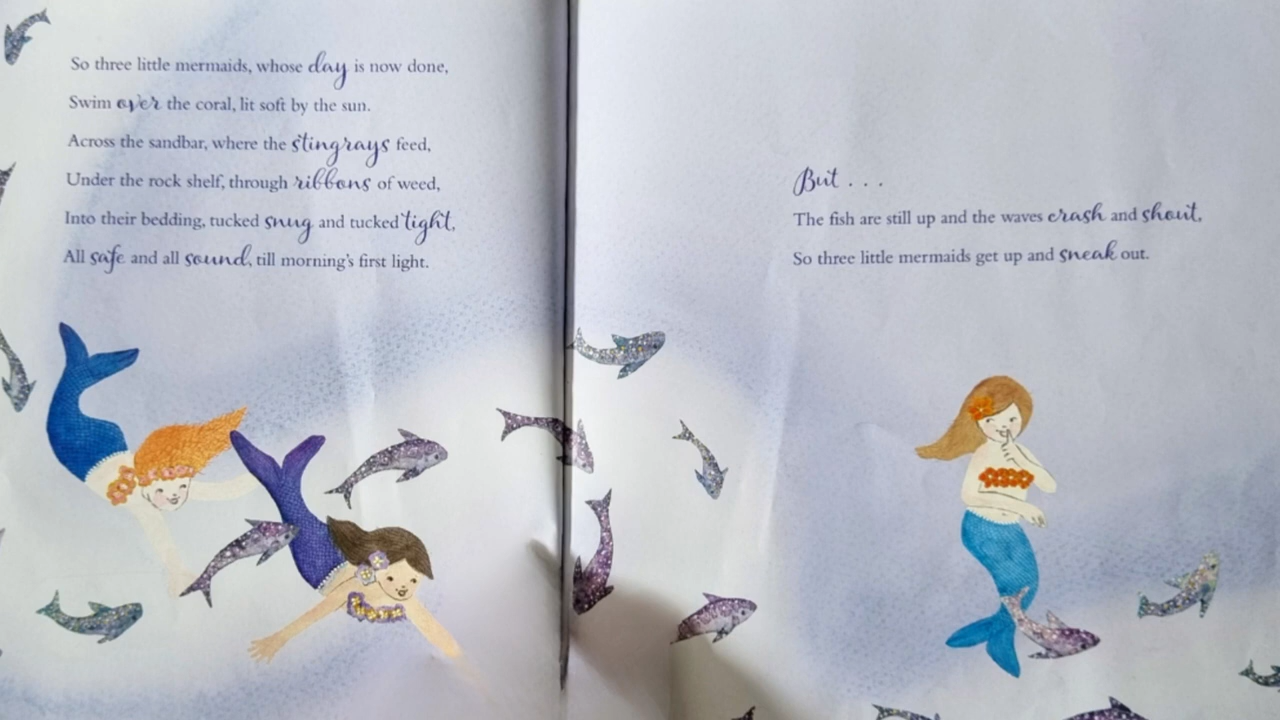 So three little mermaids, whose day is now done,
Swim over the coral, lit soft by the sun.
Across the sandbar, where the stingrays feed,
Under the rock shelf, through ribbons of weed,
Into their bedding, tucked snug and tucked tight,
All safe and all sound, till morning's first light.
But . . .
The fish are still up and the waves crash and shout,
So three little mermaids get up and sneak out.